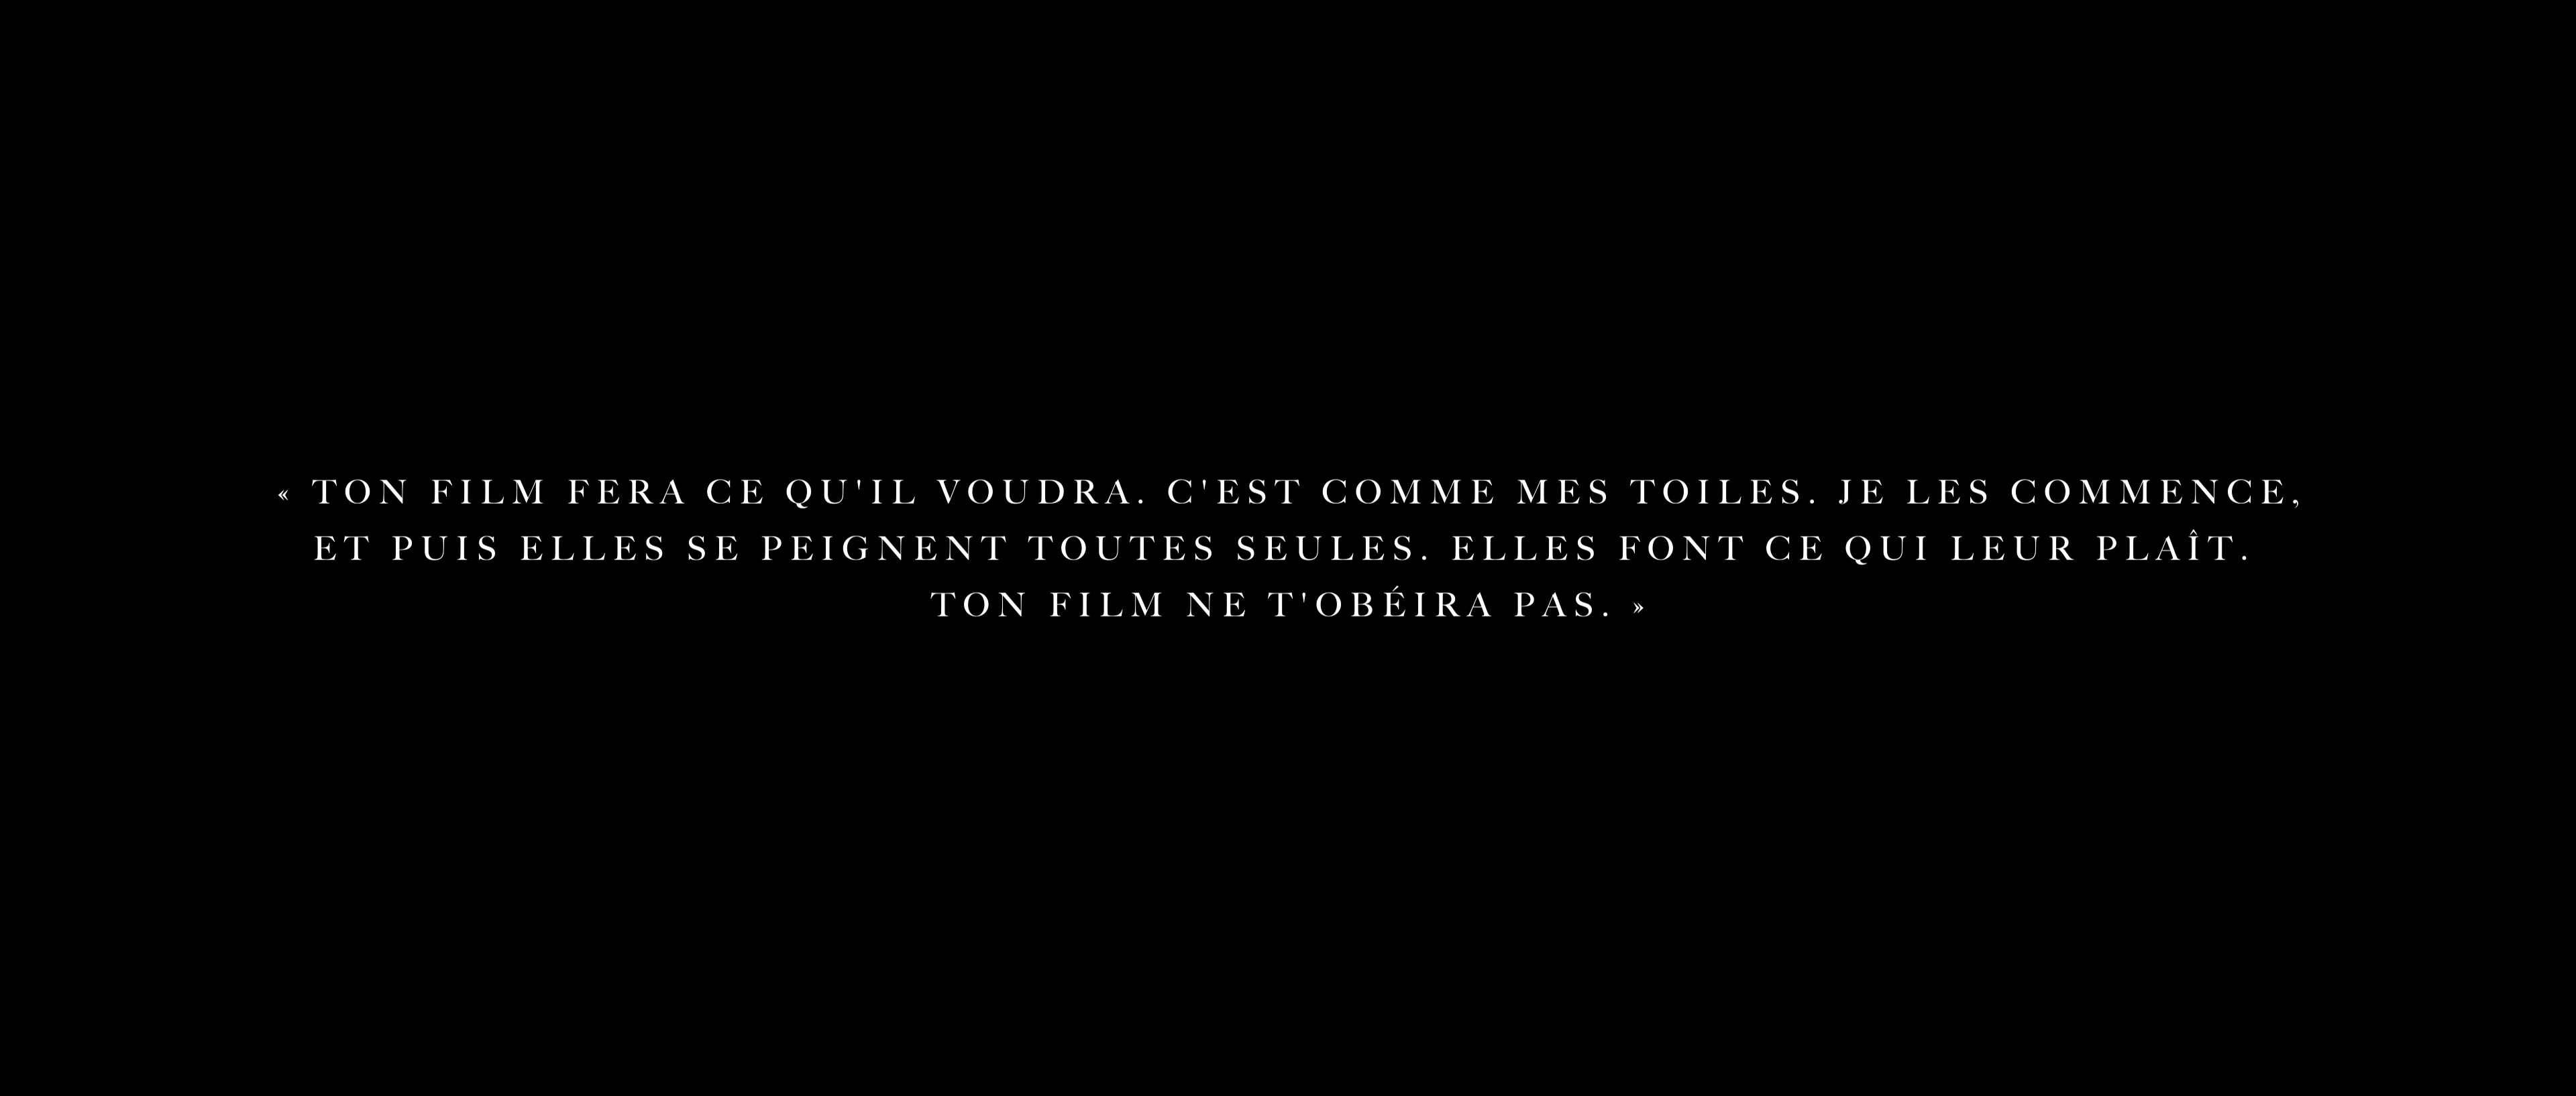 « TON FILM FERA CE QU'IL VOUDRA. C'EST COMME MES TOILES. JE LES COMMENCE,
ET PUIS ELLES SE PEIGNENT TOUTES SEULES. ELLES FONT CE QUI LEUR PLAÎT.
TON FILM NE T'OBÉIRA PAS. »